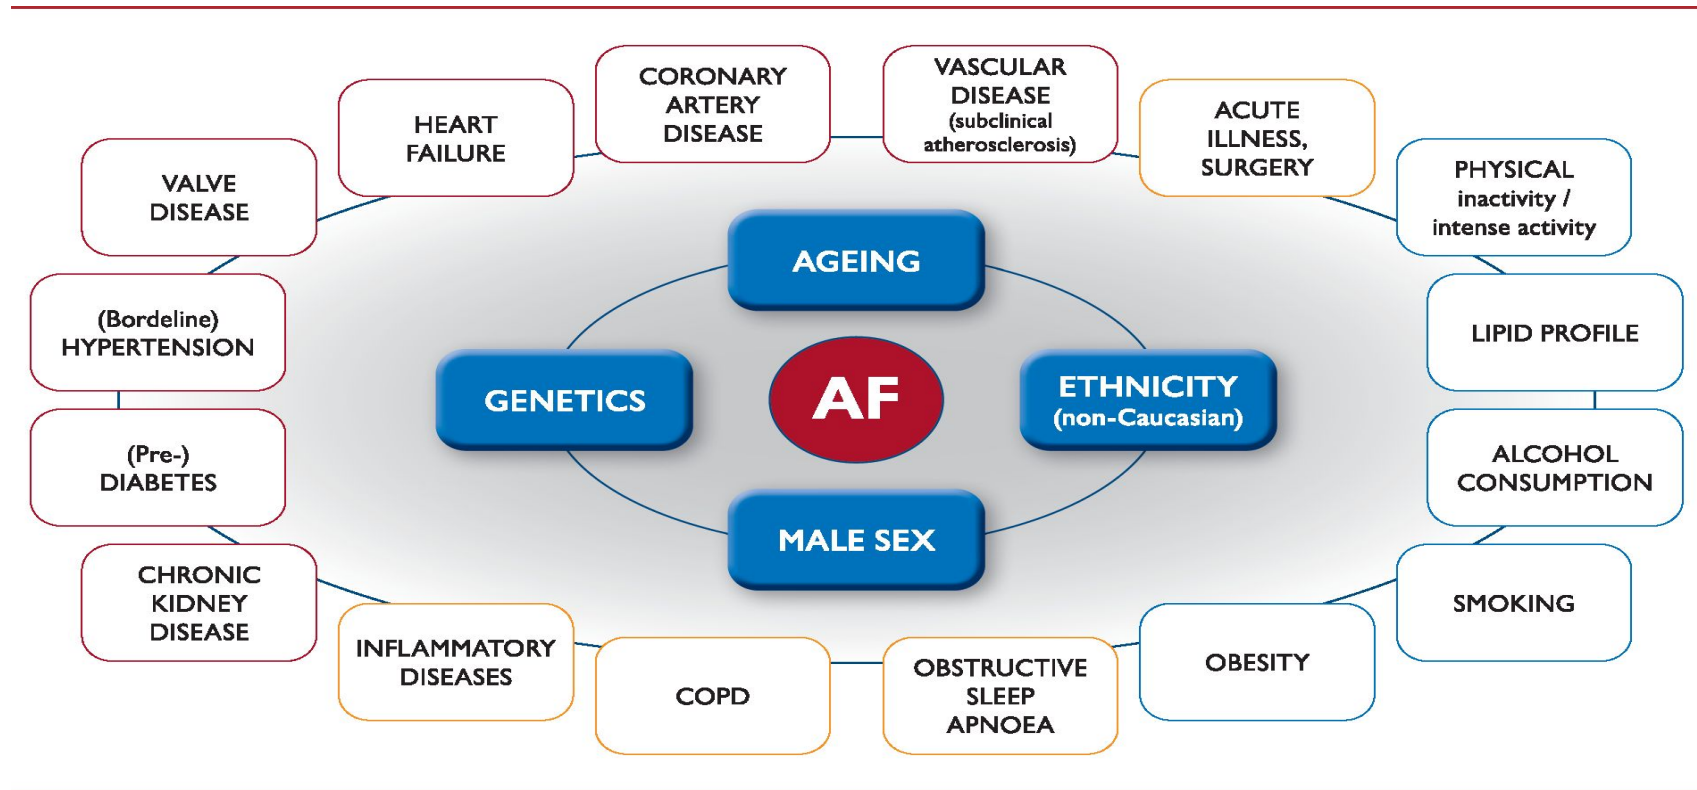 CORONARY
ARTERY
DISEASE
VASCULAR
DISEASE
(subclinical
atherosclerosis)
HEART
FAILURE
ACUTE
ILLNESS,
SURGERY
VALVE
DISEASE
PHYSICAL
inactivity /
intense activity
AGEING
(Bordeline)
HYPERTENSION
LIPID PROFILE
GENETICS
AF
ETHNICITY
(non-Caucasian)
(Pre-)
DIABETES
ALCOHOL
CONSUMPTION
MALE SEX
CHRONIC
KIDNEY
DISEASE
SMOKING
INFLAMMATORY
DISEASES
COPD
OBSTRUCTIVE
SLEEP
APNOEA
OBESITY